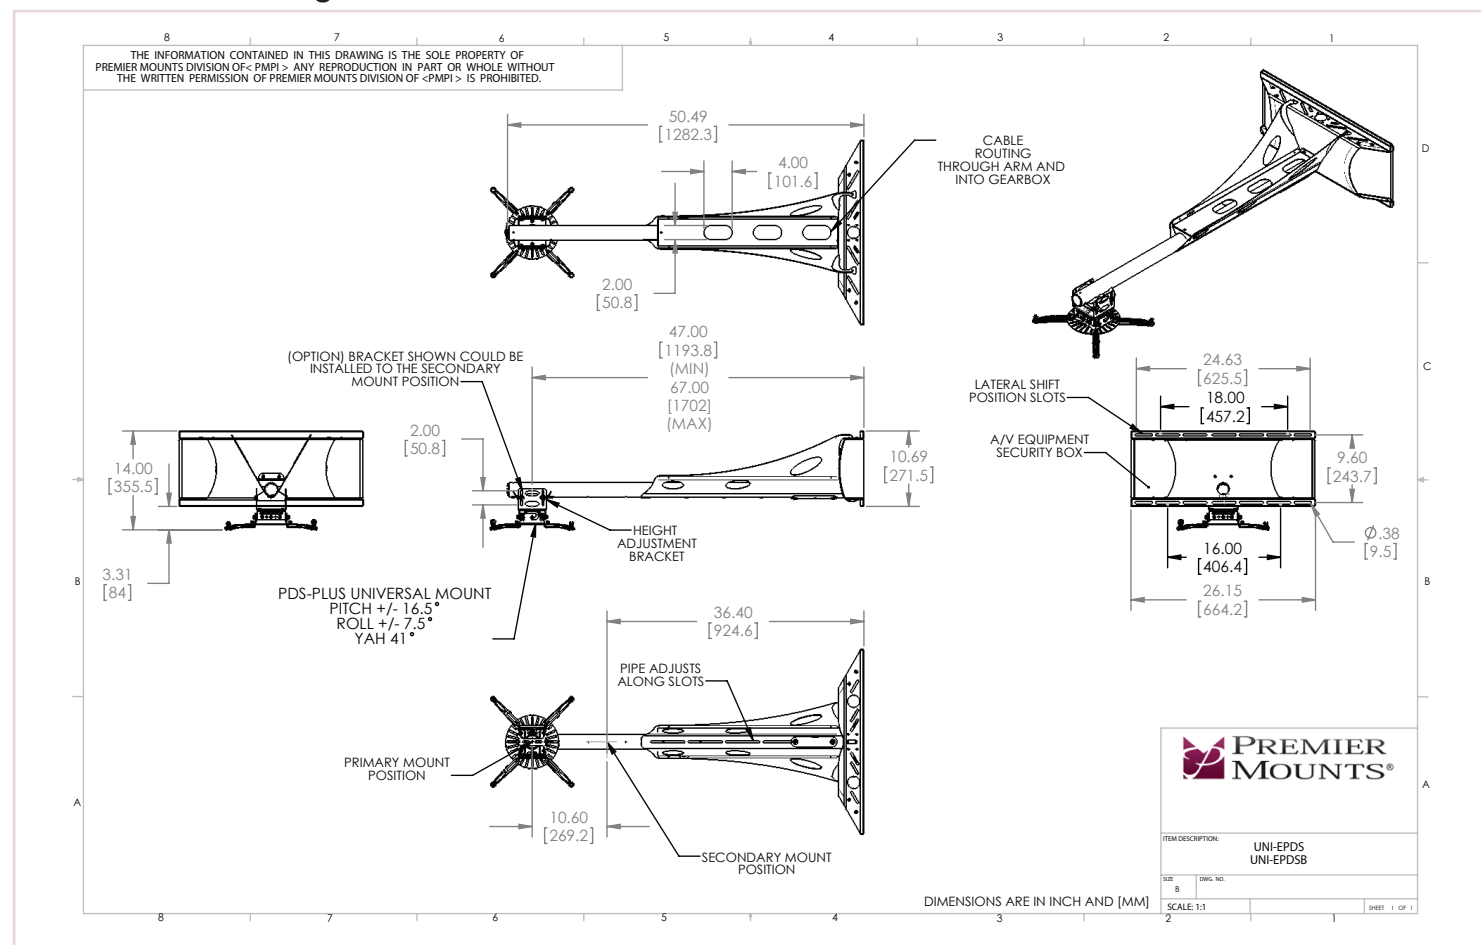 8 7 6 5 4 3 2 1
THE INFORMATION CONTAINED IN THIS DRAWING IS THE SOLE PROPERTY OF
PREMIER MOUNTS DIVISION OF< PMPI > ANY REPRODUCTION IN PART OR WHOLE WITHOUT
THE WRITTEN PERMISSION OF PREMIER MOUNTS DIVISION OF <PMPI > IS PROHIBITED.
50.49
[1282.3]
4.00
[101.6]
CABLE
ROUTING
THROUGH ARM AND
INTO GEARBOX
D
2.00
[50.8]
47.00
[1193.8]
(MIN)
67.00
[1702]
(MAX)
(OPTION) BRACKET SHOWN COULD BE
INSTALLED TO THE SECONDARY
MOUNT POSITION
24.63
[625.5]
18.00
[457.2]
LATERAL SHIFT
POSITION SLOTS
C
A/V EQUIPMENT
SECURITY BOX
14.00
[355.5]
2.00
[50.8]
10.69
[271.5]
9.60
[243.7]
HEIGHT
ADJUSTMENT
BRACKET
Ø.38
[9.5]
16.00
[406.4]
26.15
[664.2]
3.31
[84]
B
B
PDS-PLUS UNIVERSAL MOUNT
PITCH +/- 16.5°
ROLL +/- 7.5°
YAH 41°
36.40
[924.6]
PIPE ADJUSTS
ALONG SLOTS
PRIMARY MOUNT
POSITION
A
A
10.60
[269.2]
SECONDARY MOUNT
POSITION
PREMIER
MOUNTS®
ITEM DESCRIPTION:
UNI-EPDS
UNI-EPDSB
SIZE
B
DWG. NO.
SCALE: 1:1
SHEET 1 OF 1
DIMENSIONS ARE IN INCH AND [MM]
8 7 6 5 4 3 2 1